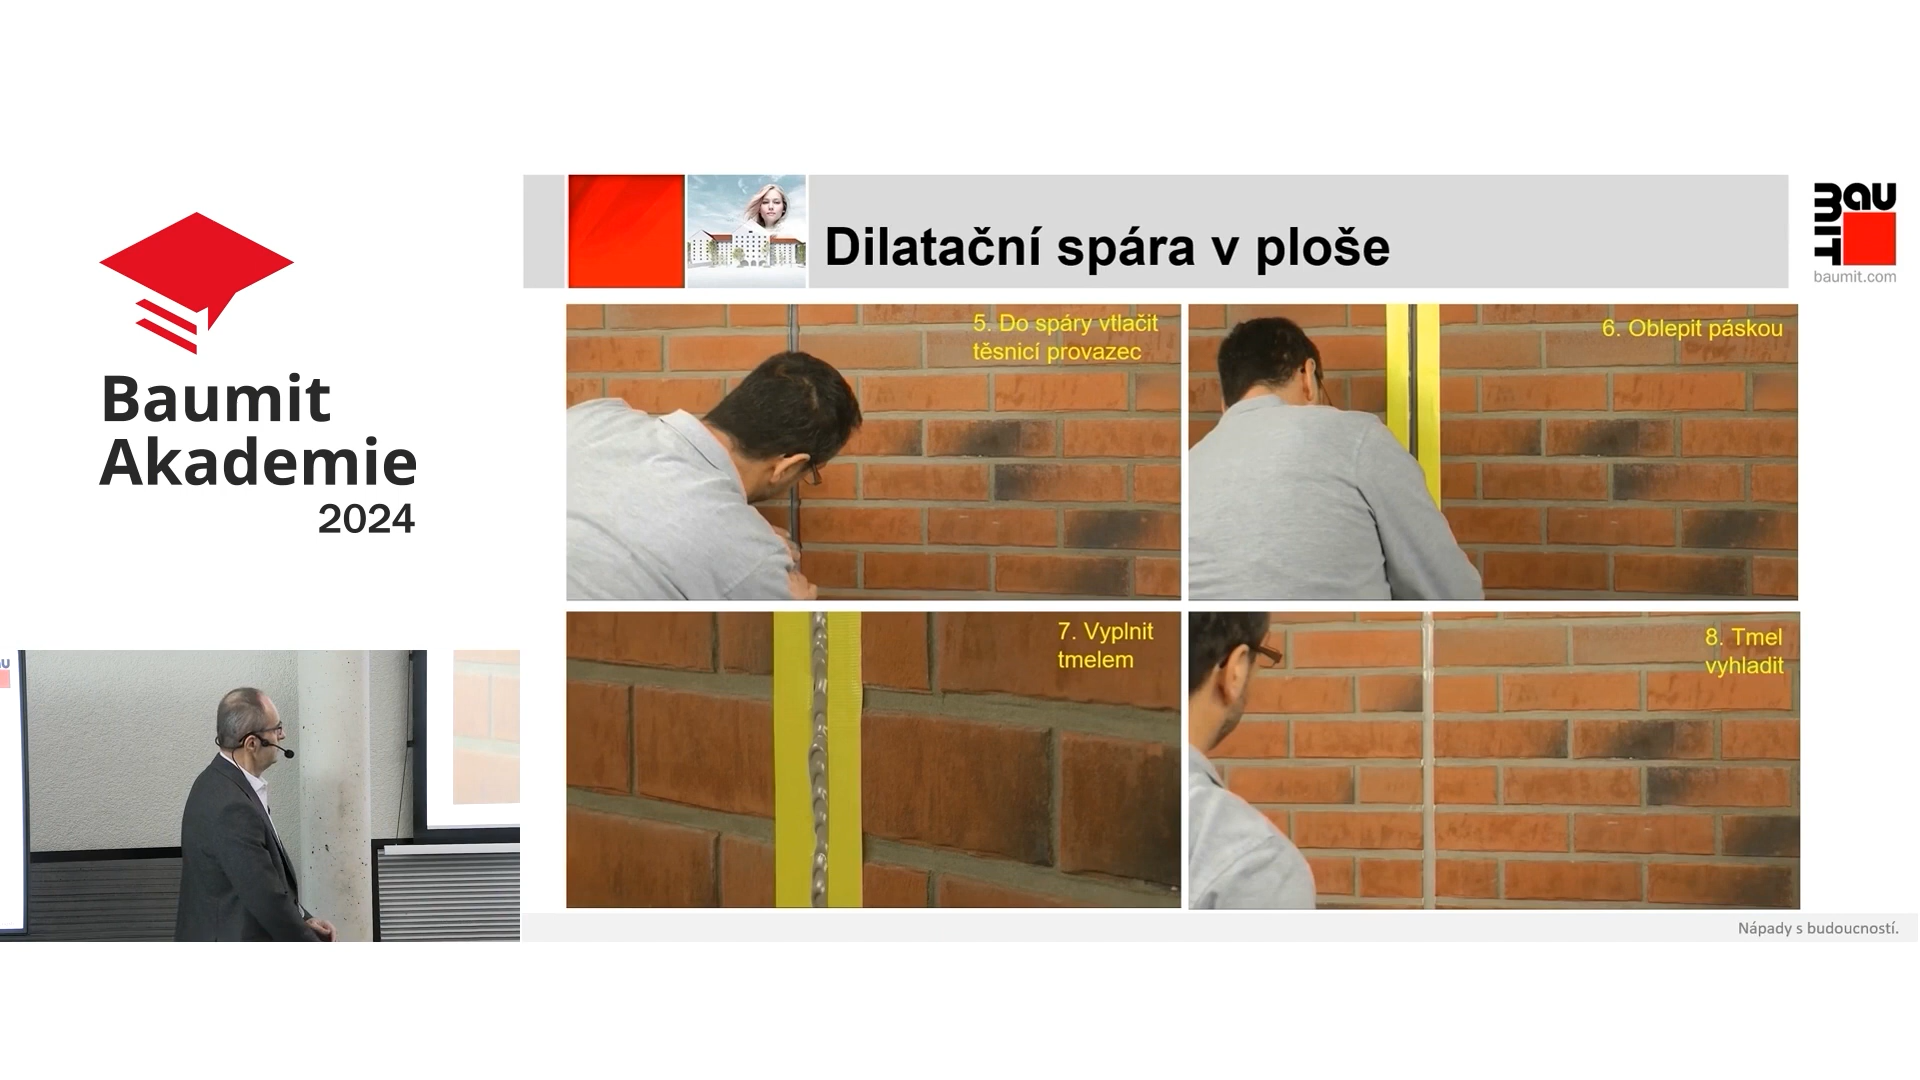 Baumit
Akademie
2024
Dilatační spára v ploše
bau
MIT
baumit.com
5. Do spáry vtlačit
těsnicí provazec
6. Oblepit páskou
7. Vyplnit
tmelem
8. Tmel
vyhladit
Nápady s budoucností.